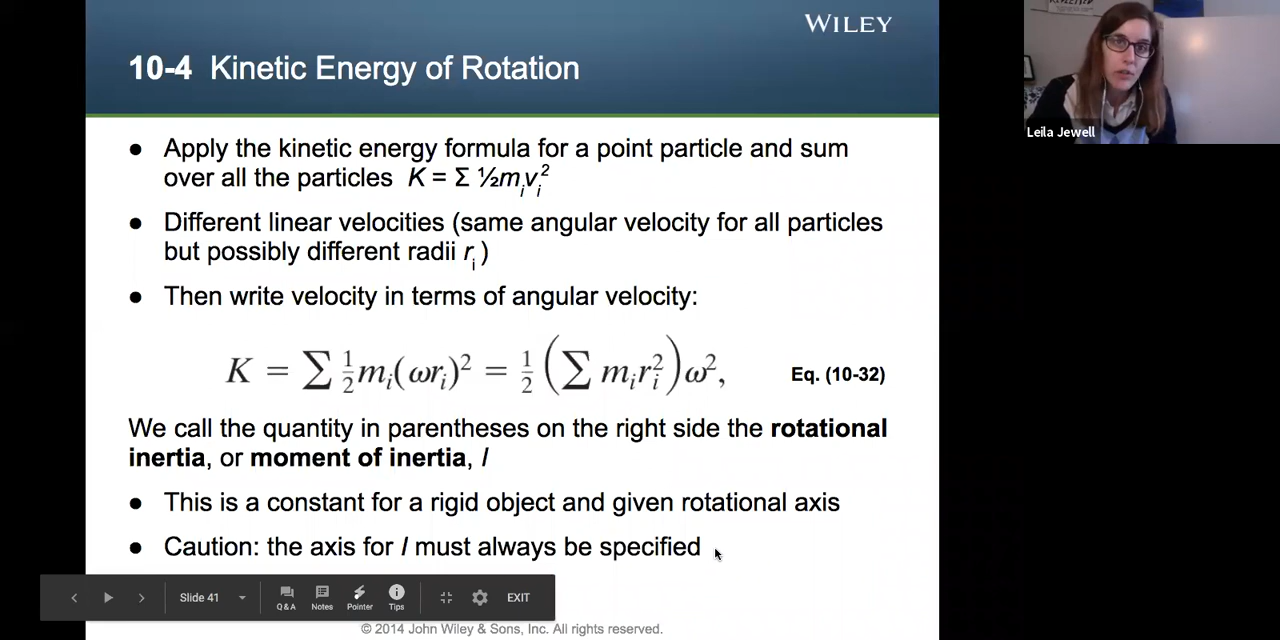 WILEY
10-4 Kinetic Energy of Rotation
● Apply the kinetic energy formula for a point particle and sum
over all the particles K = Σ ½mᵢvᵢ²
● Different linear velocities (same angular velocity for all particles
but possibly different radii rᵢ)
● Then write velocity in terms of angular velocity:
K = ∑ ½mᵢ(ωrᵢ)² = ½(∑ mᵢrᵢ²)ω², Eq. (10-32)
We call the quantity in parentheses on the right side the rotational
inertia, or moment of inertia, I
● This is a constant for a rigid object and given rotational axis
● Caution: the axis for I must always be specified
Slide 41
Q&A
Notes
Pointer
Tips
EXIT
© 2014 John Wiley & Sons, Inc. All rights reserved.
Leila Jewell